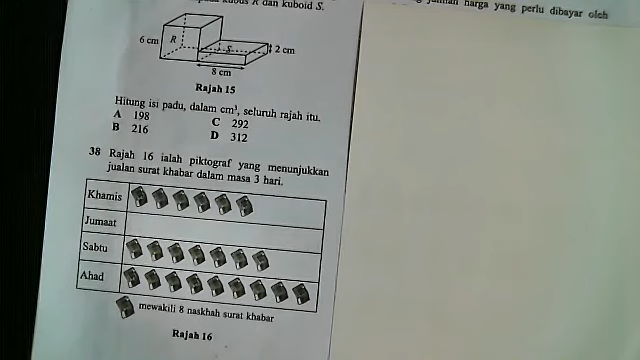 kubus R dan kuboid S.
6 cm
R
S
2 cm
8 cm
Rajah 15
Hitung isi padu, dalam cm³, seluruh rajah itu.
A 198
C 292
B 216
D 312
38 Rajah 16 ialah piktograf yang menunjukkan
jualan surat khabar dalam masa 3 hari.
Khamis
Jumaat
Sabtu
Ahad
mewakili 8 naskhah surat khabar
Rajah 16
jumlah harga yang perlu dibayar oleh